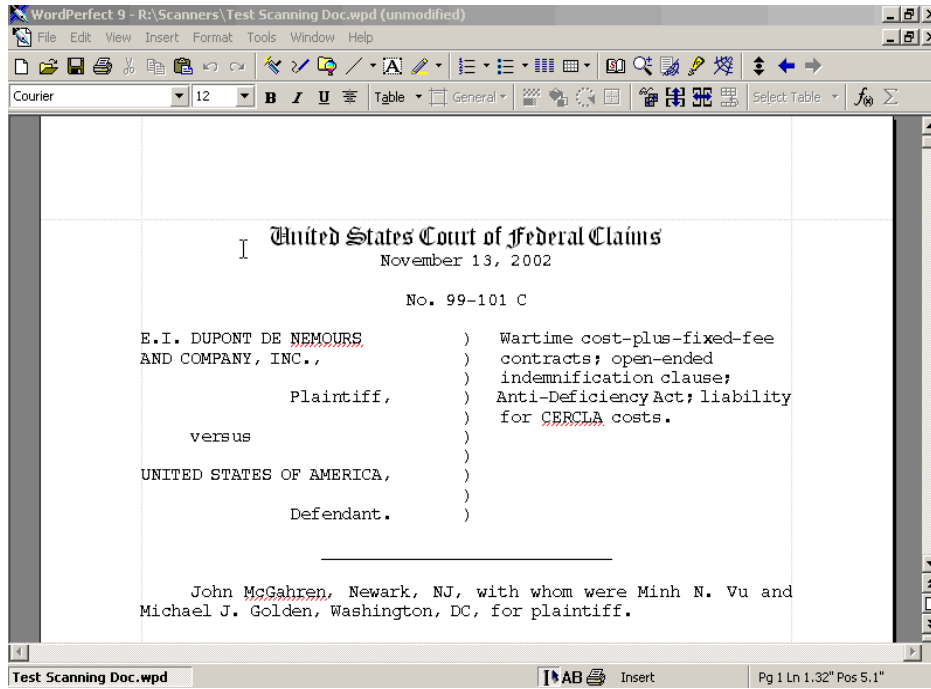 WordPerfect 9 - R:\Scanners\Test Scanning Doc.wpd (unmodified)
File Edit View Insert Format Tools Window Help
Courier 12 B I U Table General Select Table
United States Court of Federal Claims
November 13, 2002
No. 99-101 C
E.I. DUPONT DE NEMOURS ) Wartime cost-plus-fixed-fee
AND COMPANY, INC., ) contracts; open-ended
) indemnification clause;
Plaintiff, ) Anti-Deficiency Act; liability
) for CERCLA costs.
versus )
)
UNITED STATES OF AMERICA, )
)
Defendant. )
John McGahren, Newark, NJ, with whom were Minh N. Vu and
Michael J. Golden, Washington, DC, for plaintiff.
Test Scanning Doc.wpd AB Insert Pg 1 Ln 1.32" Pos 5.1"